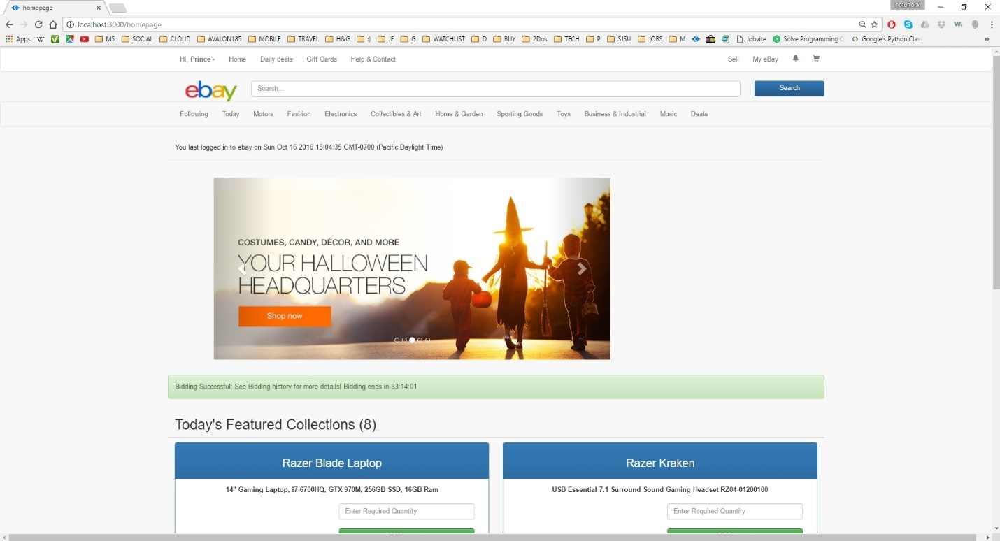 homepage
riotofrock
localhost:3000/homepage
Apps W MS SOCIAL CLOUD AVALON185 MOBILE TRAVEL H&G :) JF G WATCHLIST D BUY 2Dos TECH P SJSU JOBS M Jobvite Solve Programming Google's Python Clas »
Hi, Prince Home Daily deals Gift Cards Help & Contact Sell My eBay
ebay Search... Search
Following Today Motors Fashion Electronics Collectibles & Art Home & Garden Sporting Goods Toys Business & Industrial Music Deals
You last logged in to ebay on Sun Oct 16 2016 15:04:35 GMT-0700 (Pacific Daylight Time)
COSTUMES, CANDY, DÉCOR, AND MORE
YOUR HALLOWEEN
HEADQUARTERS
Shop now
Bidding Successful; See Bidding history for more details! Bidding ends in 83:14:01
Today's Featured Collections (8)
Razer Blade Laptop
14" Gaming Laptop, i7-6700HQ, GTX 970M, 256GB SSD, 16GB Ram
Enter Required Quantity
Razer Kraken
USB Essential 7.1 Surround Sound Gaming Headset RZ04-01200100
Enter Required Quantity